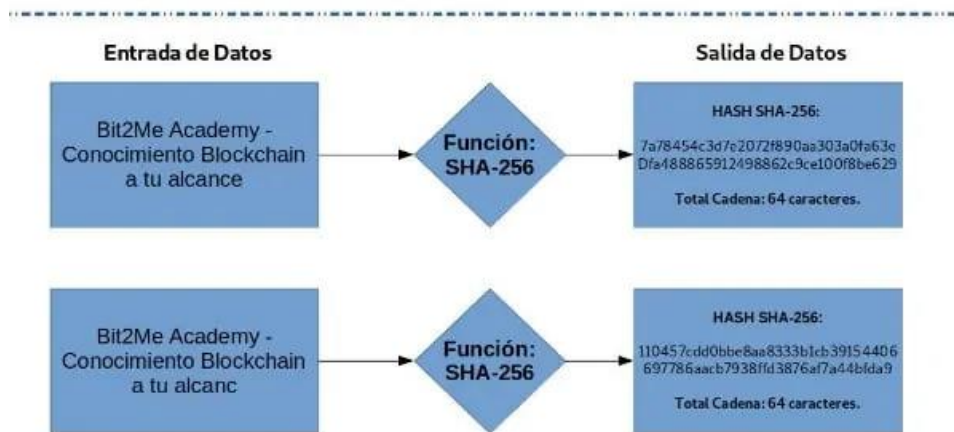 Entrada de Datos
Salida de Datos
Bit2Me Academy -
Conocimiento Blockchain
a tu alcance
Función:
SHA-256
HASH SHA-256:
7a78454c3d7e2072f890aa303a0fa63e
Dfa488865912498862c9ce100f8be629
Total Cadena: 64 caracteres.
Bit2Me Academy -
Conocimiento Blockchain
a tu alcanc
Función:
SHA-256
HASH SHA-256:
110457cdd0bbe8aa8333b1cb39154406
697786aacb7938ffd3876af7a44bfda9
Total Cadena: 64 caracteres.